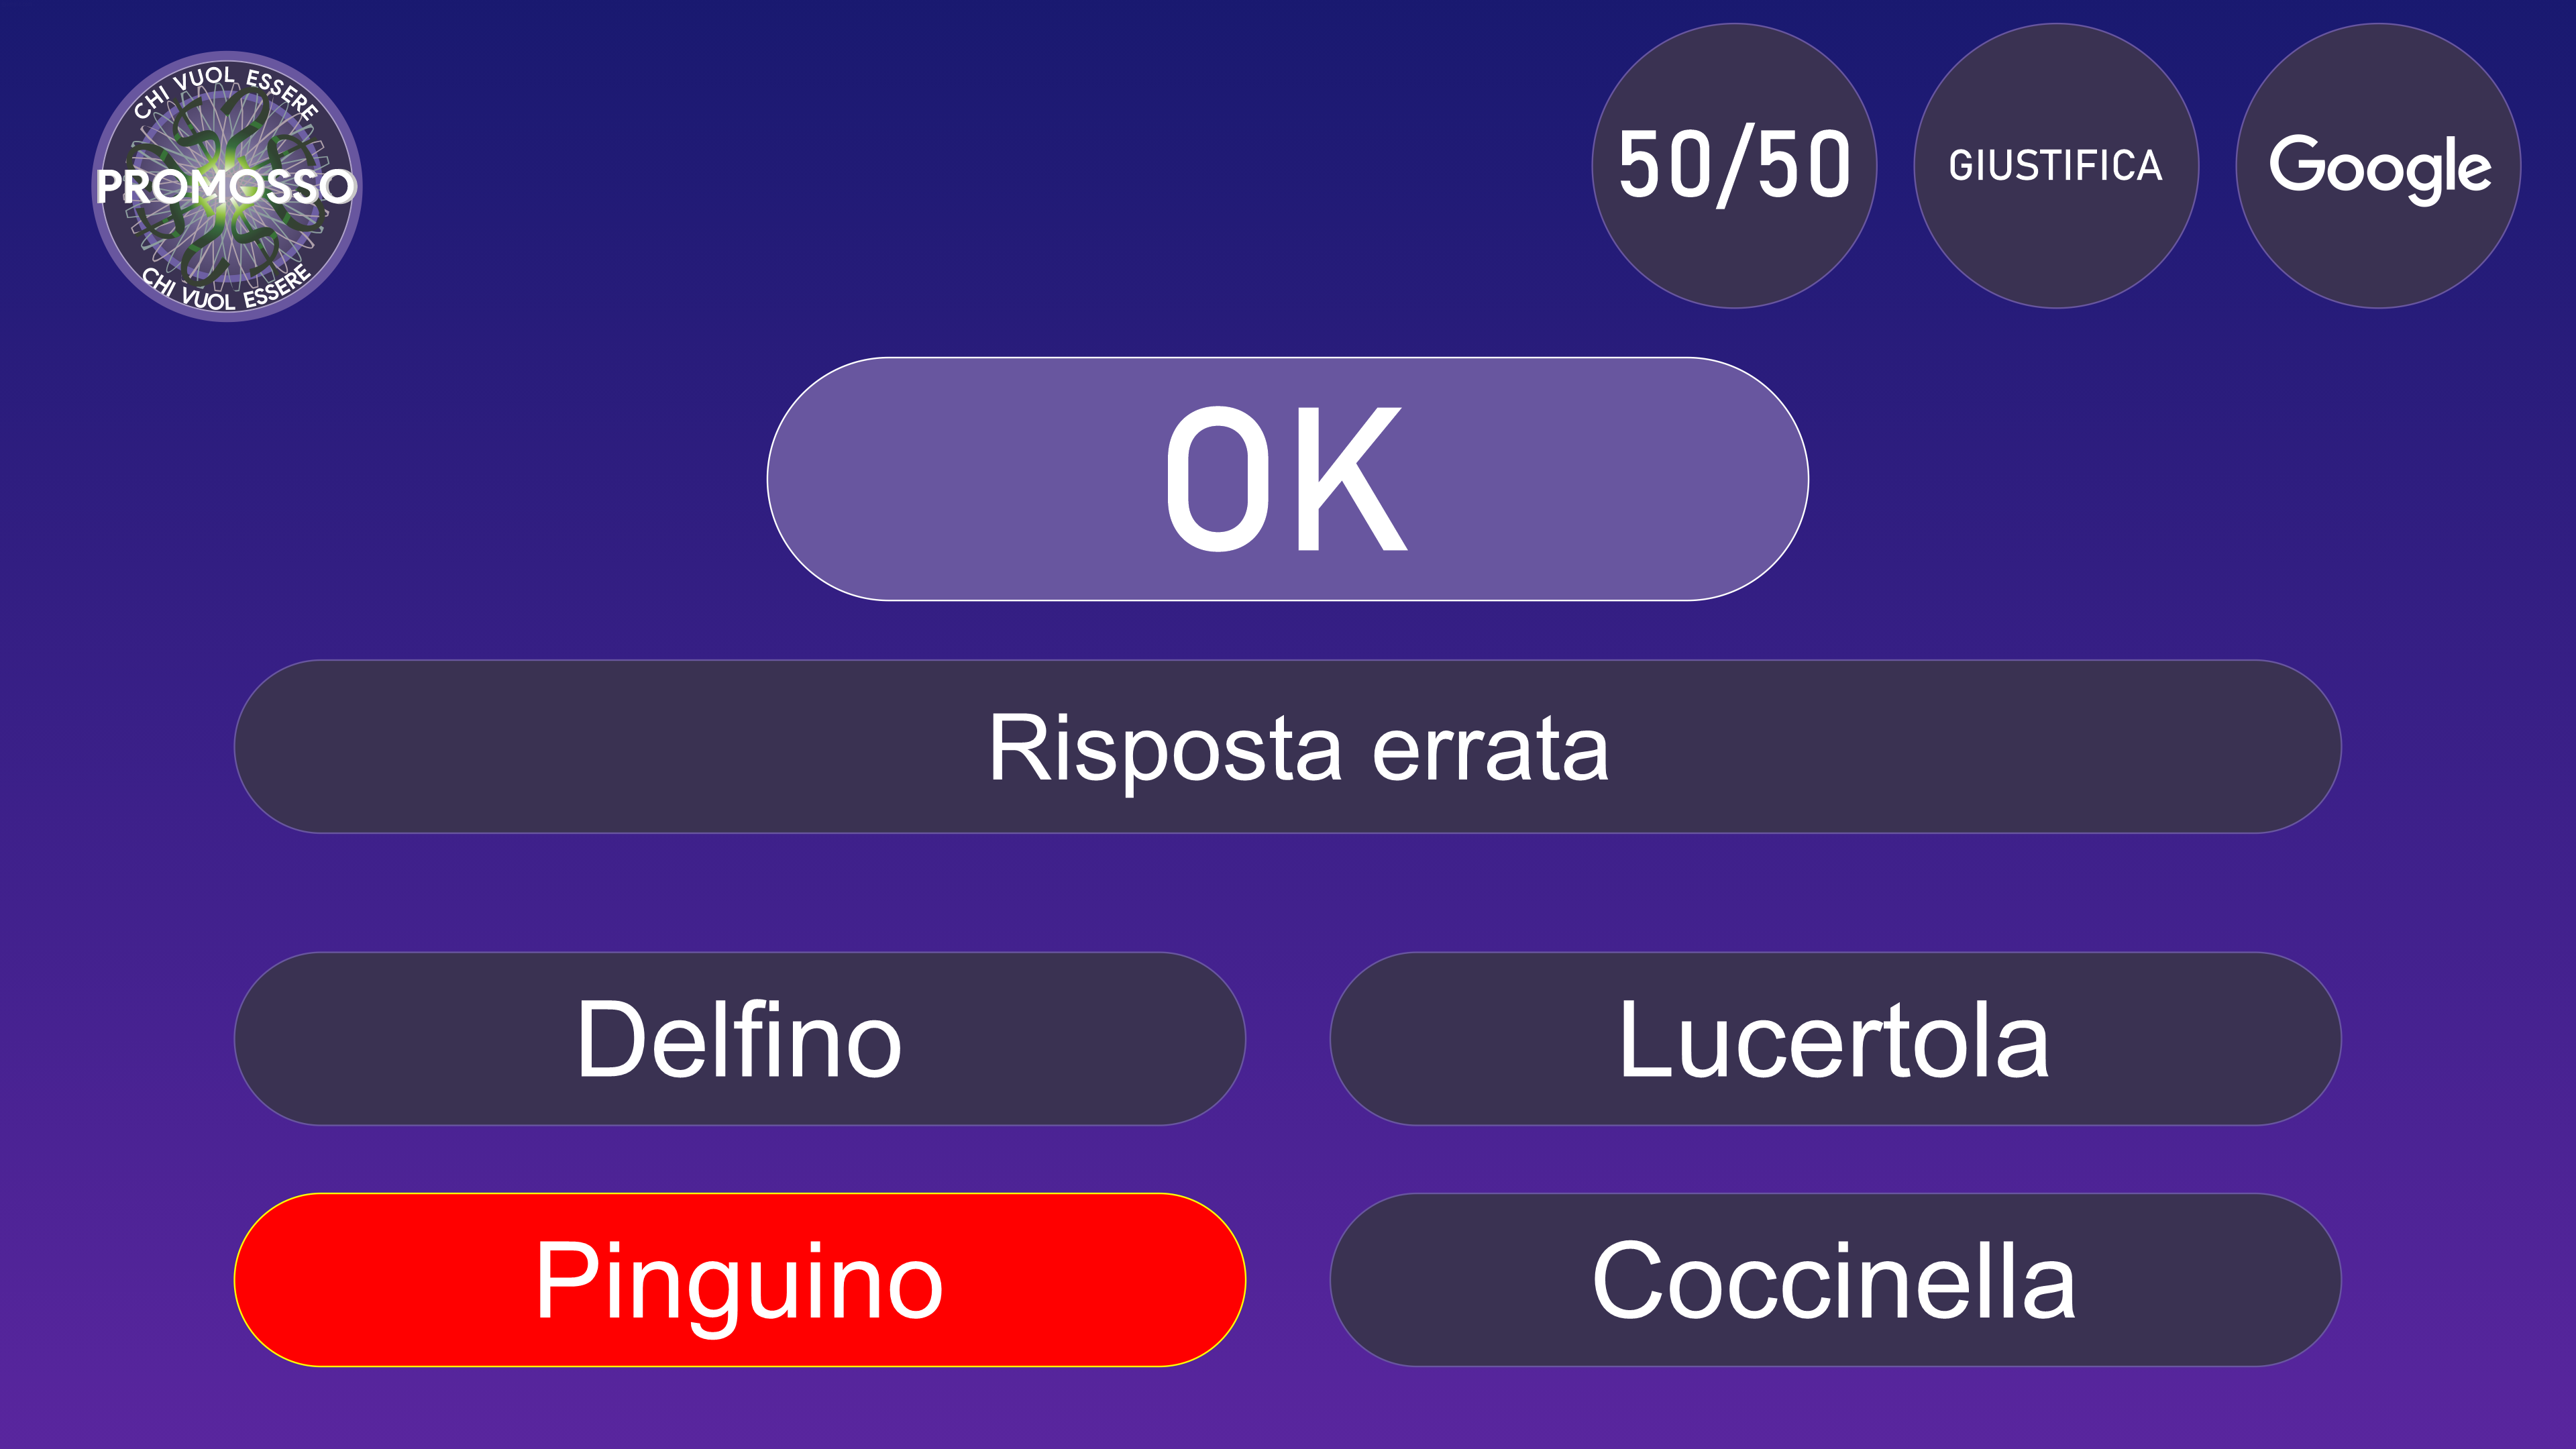 CHI VUOL ESSERE
PROMOSSO
CHI VUOL ESSERE
50/50
GIUSTIFICA
Google
OK
Risposta errata
Delfino
Lucertola
Pinguino
Coccinella